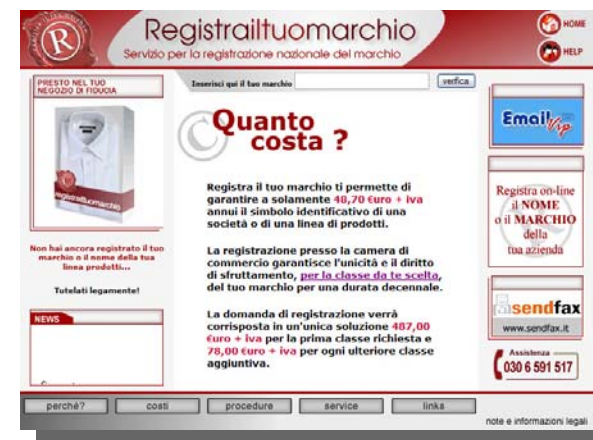 Registrailtuomarchio
Servizio per la registrazione nazionale del marchio
HOME
HELP
PRESTO NEL TUO
NEGOZIO DI FIDUCIA
registrailtuomarchio
Non hai ancora registrato il tuo
marchio o il nome della tua
linea prodotti...
Tutelati legalmente!
NEWS
Inserisci qui il tuo marchio
verifica
Quanto
costa ?
Registra il tuo marchio ti permette di
garantire a solamente 48,70 €uro + iva
annui il simbolo identificativo di una
società o di una linea di prodotti.
La registrazione presso la camera di
commercio garantisce l'unicità e il diritto
di sfruttamento, per la classe da te scelta,
del tuo marchio per una durata decennale.
La domanda di registrazione verrà
corrisposta in un'unica soluzione 487,00
€uro + iva per la prima classe richiesta e
78,00 €uro + iva per ogni ulteriore classe
aggiuntiva.
Email Vip
Registra on-line
il NOME
o il MARCHIO
della
tua azienda
sendfax
www.sendfax.it
Assistenza
030 6 591 517
perchè?
costi
procedure
service
links
note e informazioni legali